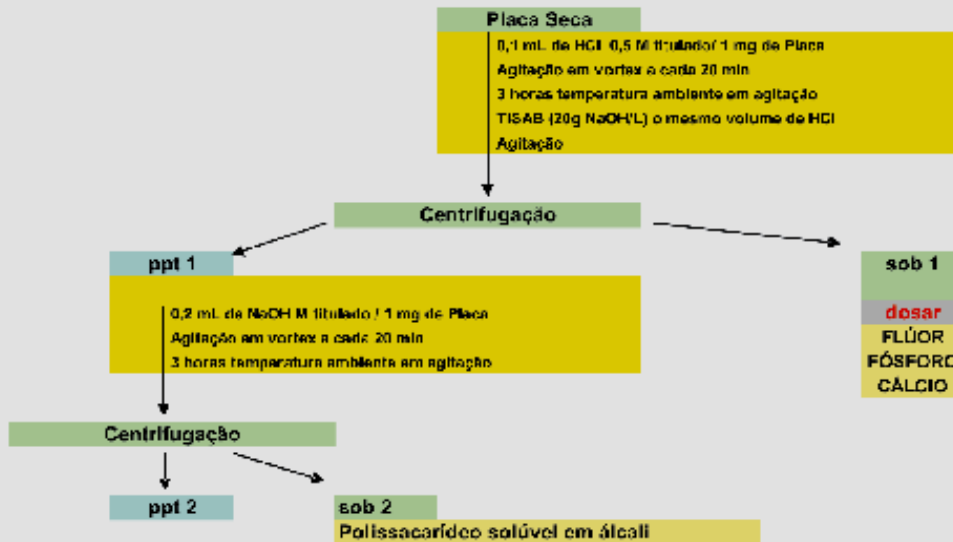 Placa Seca
0,1 mL de HCl 0,5 M titulado/ 1 mg de Placa
Agitação em vortex a cada 20 min
3 horas temperatura ambiente em agitação
TISAB (20g NaOH/L) o mesmo volume de HCl
Agitação
Centrifugação
ppt 1
sob 1
dosar
FLÚOR
FÓSFORO
CÁLCIO
0,2 mL de NaOH M titulado / 1 mg de Placa
Agitação em vortex a cada 20 min
3 horas temperatura ambiente em agitação
Centrifugação
ppt 2
sob 2
Polissacarídeo solúvel em álcali